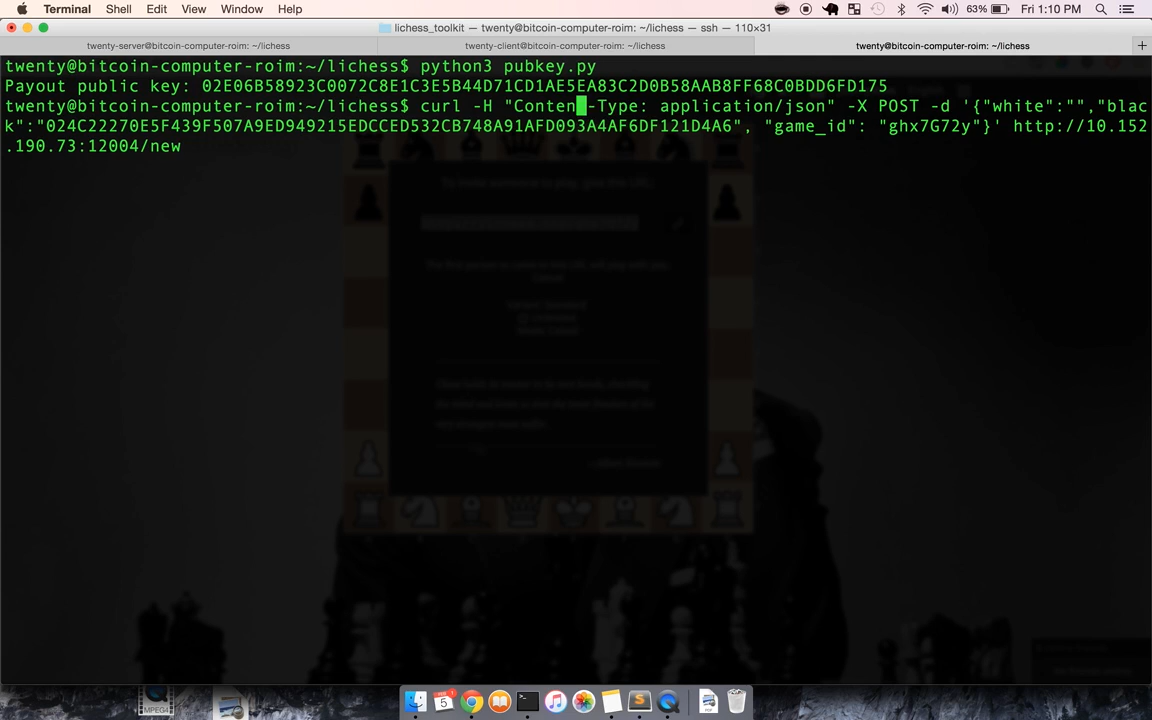 Terminal Shell Edit View Window Help 63% Fri 1:10 PM
lichess_toolkit — twenty@bitcoin-computer-roim: ~/lichess — ssh — 110×31
twenty-server@bitcoin-computer-roim: ~/lichess twenty-client@bitcoin-computer-roim: ~/lichess twenty@bitcoin-computer-roim: ~/lichess
twenty@bitcoin-computer-roim:~/lichess$ python3 pubkey.py
Payout public key: 02E06B58923C0072C8E1C3E5B44D71CD1AE5EA83C2D0B58AAB8FF68C0BDD6FD175
twenty@bitcoin-computer-roim:~/lichess$ curl -H "Content-Type: application/json" -X POST -d '{"white":"","blac
k":"024C22270E5F439F507A9ED949215EDCCED532CB748A91AFD093A4AF6DF121D4A6", "game_id": "ghx7G72y"}' http://10.152
.190.73:12004/new
5
MPEG4